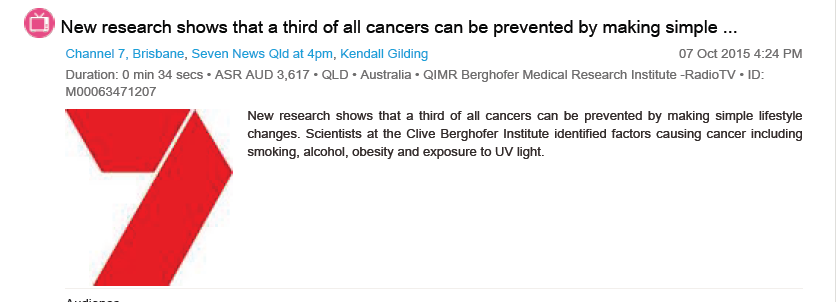 New research shows that a third of all cancers can be prevented by making simple ...
Channel 7, Brisbane, Seven News Qld at 4pm, Kendall Gilding 07 Oct 2015 4:24 PM
Duration: 0 min 34 secs • ASR AUD 3,617 • QLD • Australia • QIMR Berghofer Medical Research Institute -RadioTV • ID:
M00063471207
New research shows that a third of all cancers can be prevented by making simple lifestyle
changes. Scientists at the Clive Berghofer Institute identified factors causing cancer including
smoking, alcohol, obesity and exposure to UV light.